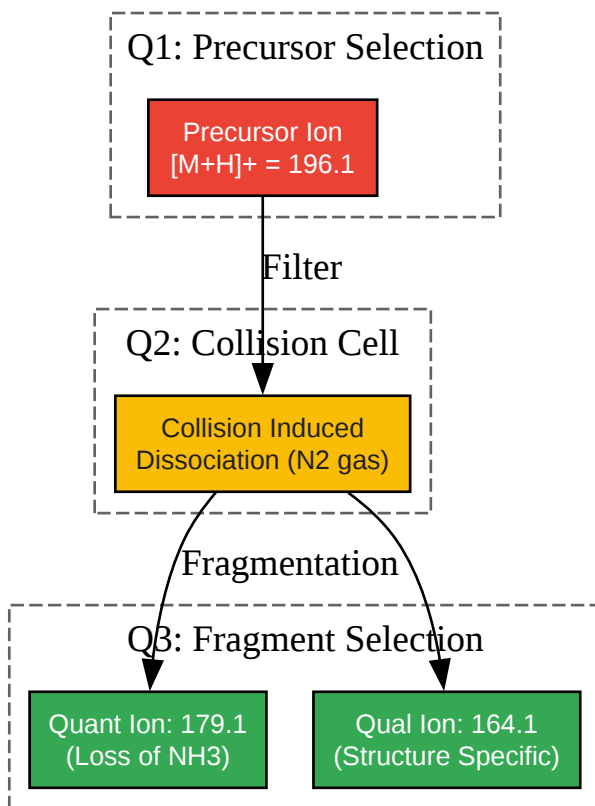 Q1: Precursor Selection
Precursor Ion
[M+H]+ = 196.1
Filter
Q2: Collision Cell
Collision Induced
Dissociation (N2 gas)
Fragmentation
Q3: Fragment Selection
Quant Ion: 179.1
(Loss of NH3)
Qual Ion: 164.1
(Structure Specific)